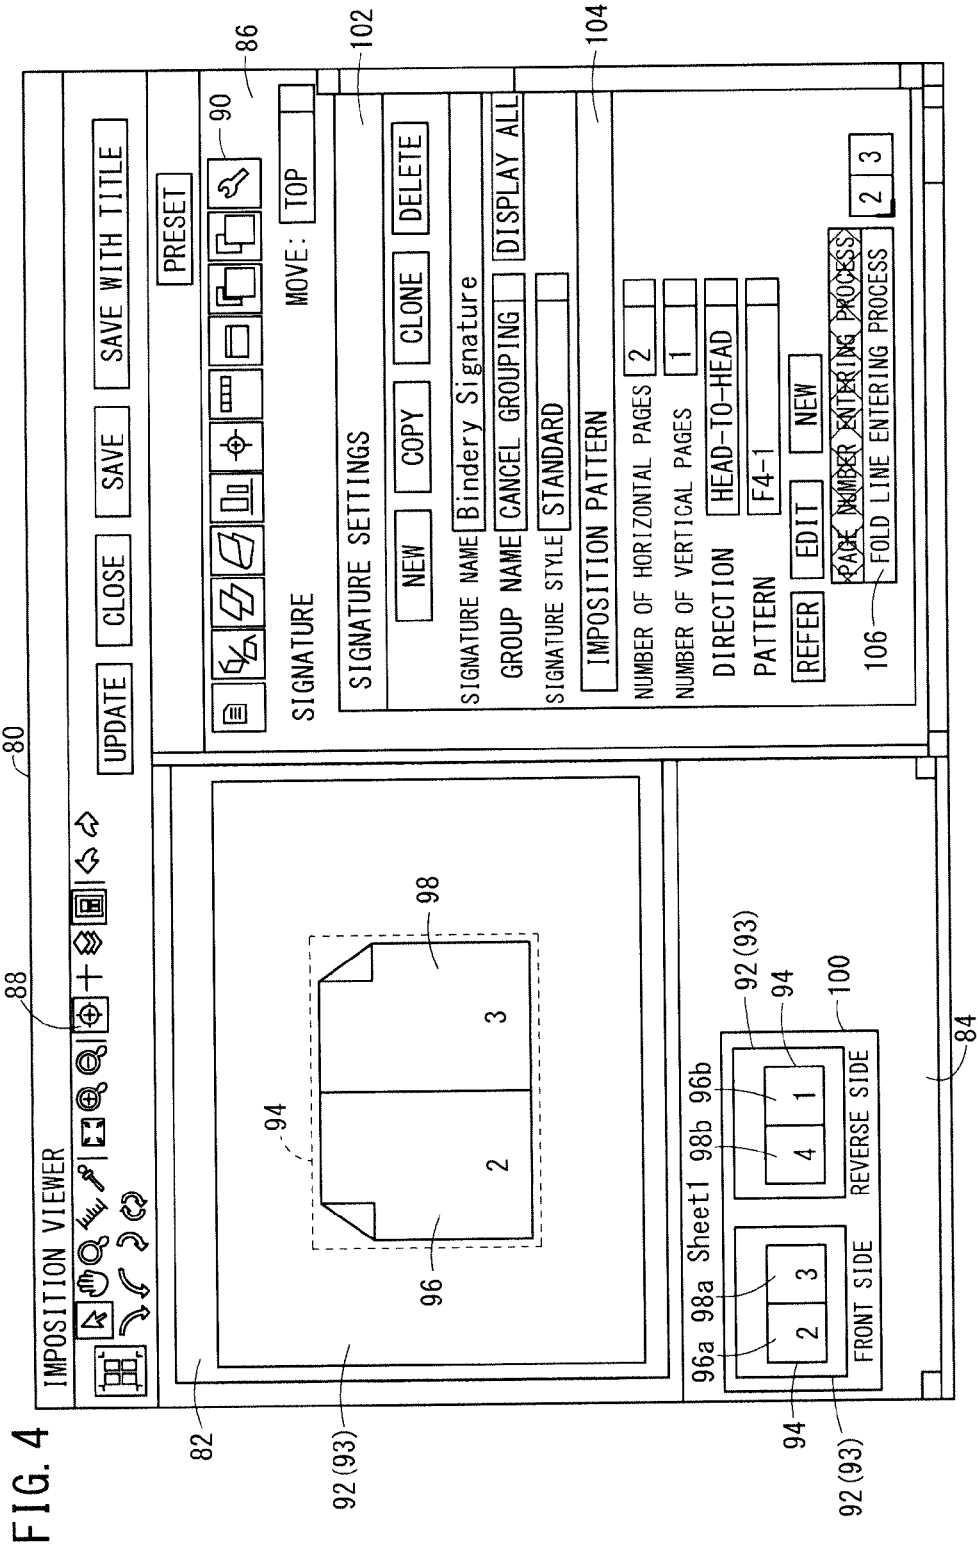 FIG. 4
80
IMPOSITION VIEWER
88
UPDATE CLOSE SAVE SAVE WITH TITLE
PRESET
82
86
90
SIGNATURE
MOVE: TOP
102
SIGNATURE SETTINGS
NEW COPY CLONE DELETE
SIGNATURE NAME Bindery Signature
GROUP NAME CANCEL GROUPING DISPLAY ALL
SIGNATURE STYLE STANDARD
104
IMPOSITION PATTERN
NUMBER OF HORIZONTAL PAGES 2
NUMBER OF VERTICAL PAGES 1
DIRECTION HEAD-TO-HEAD
PATTERN F4-1
REFER EDIT NEW
PAGE NUMBER ENTERING PROCESS
FOLD LINE ENTERING PROCESS
2 3
106
94
92(93)
96
98
2 3
96a 98a Sheet1 98b 96b
92(93)
94
2 3
4 1
100
FRONT SIDE
REVERSE SIDE
94
92(93)
84